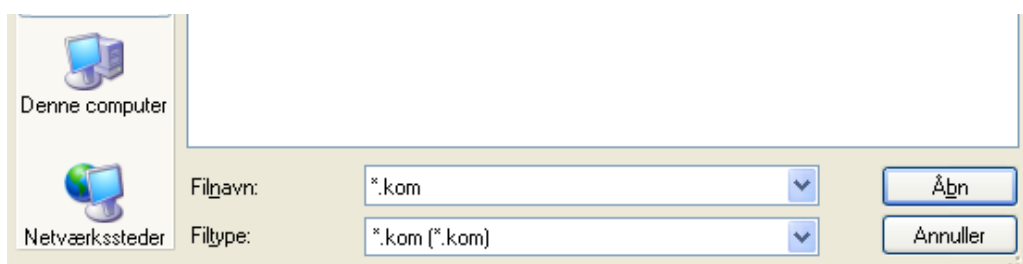 Denne computer
Netværkssteder
Filnavn:
*.kom
Åbn
Filtype:
*.kom (*.kom)
Annuller